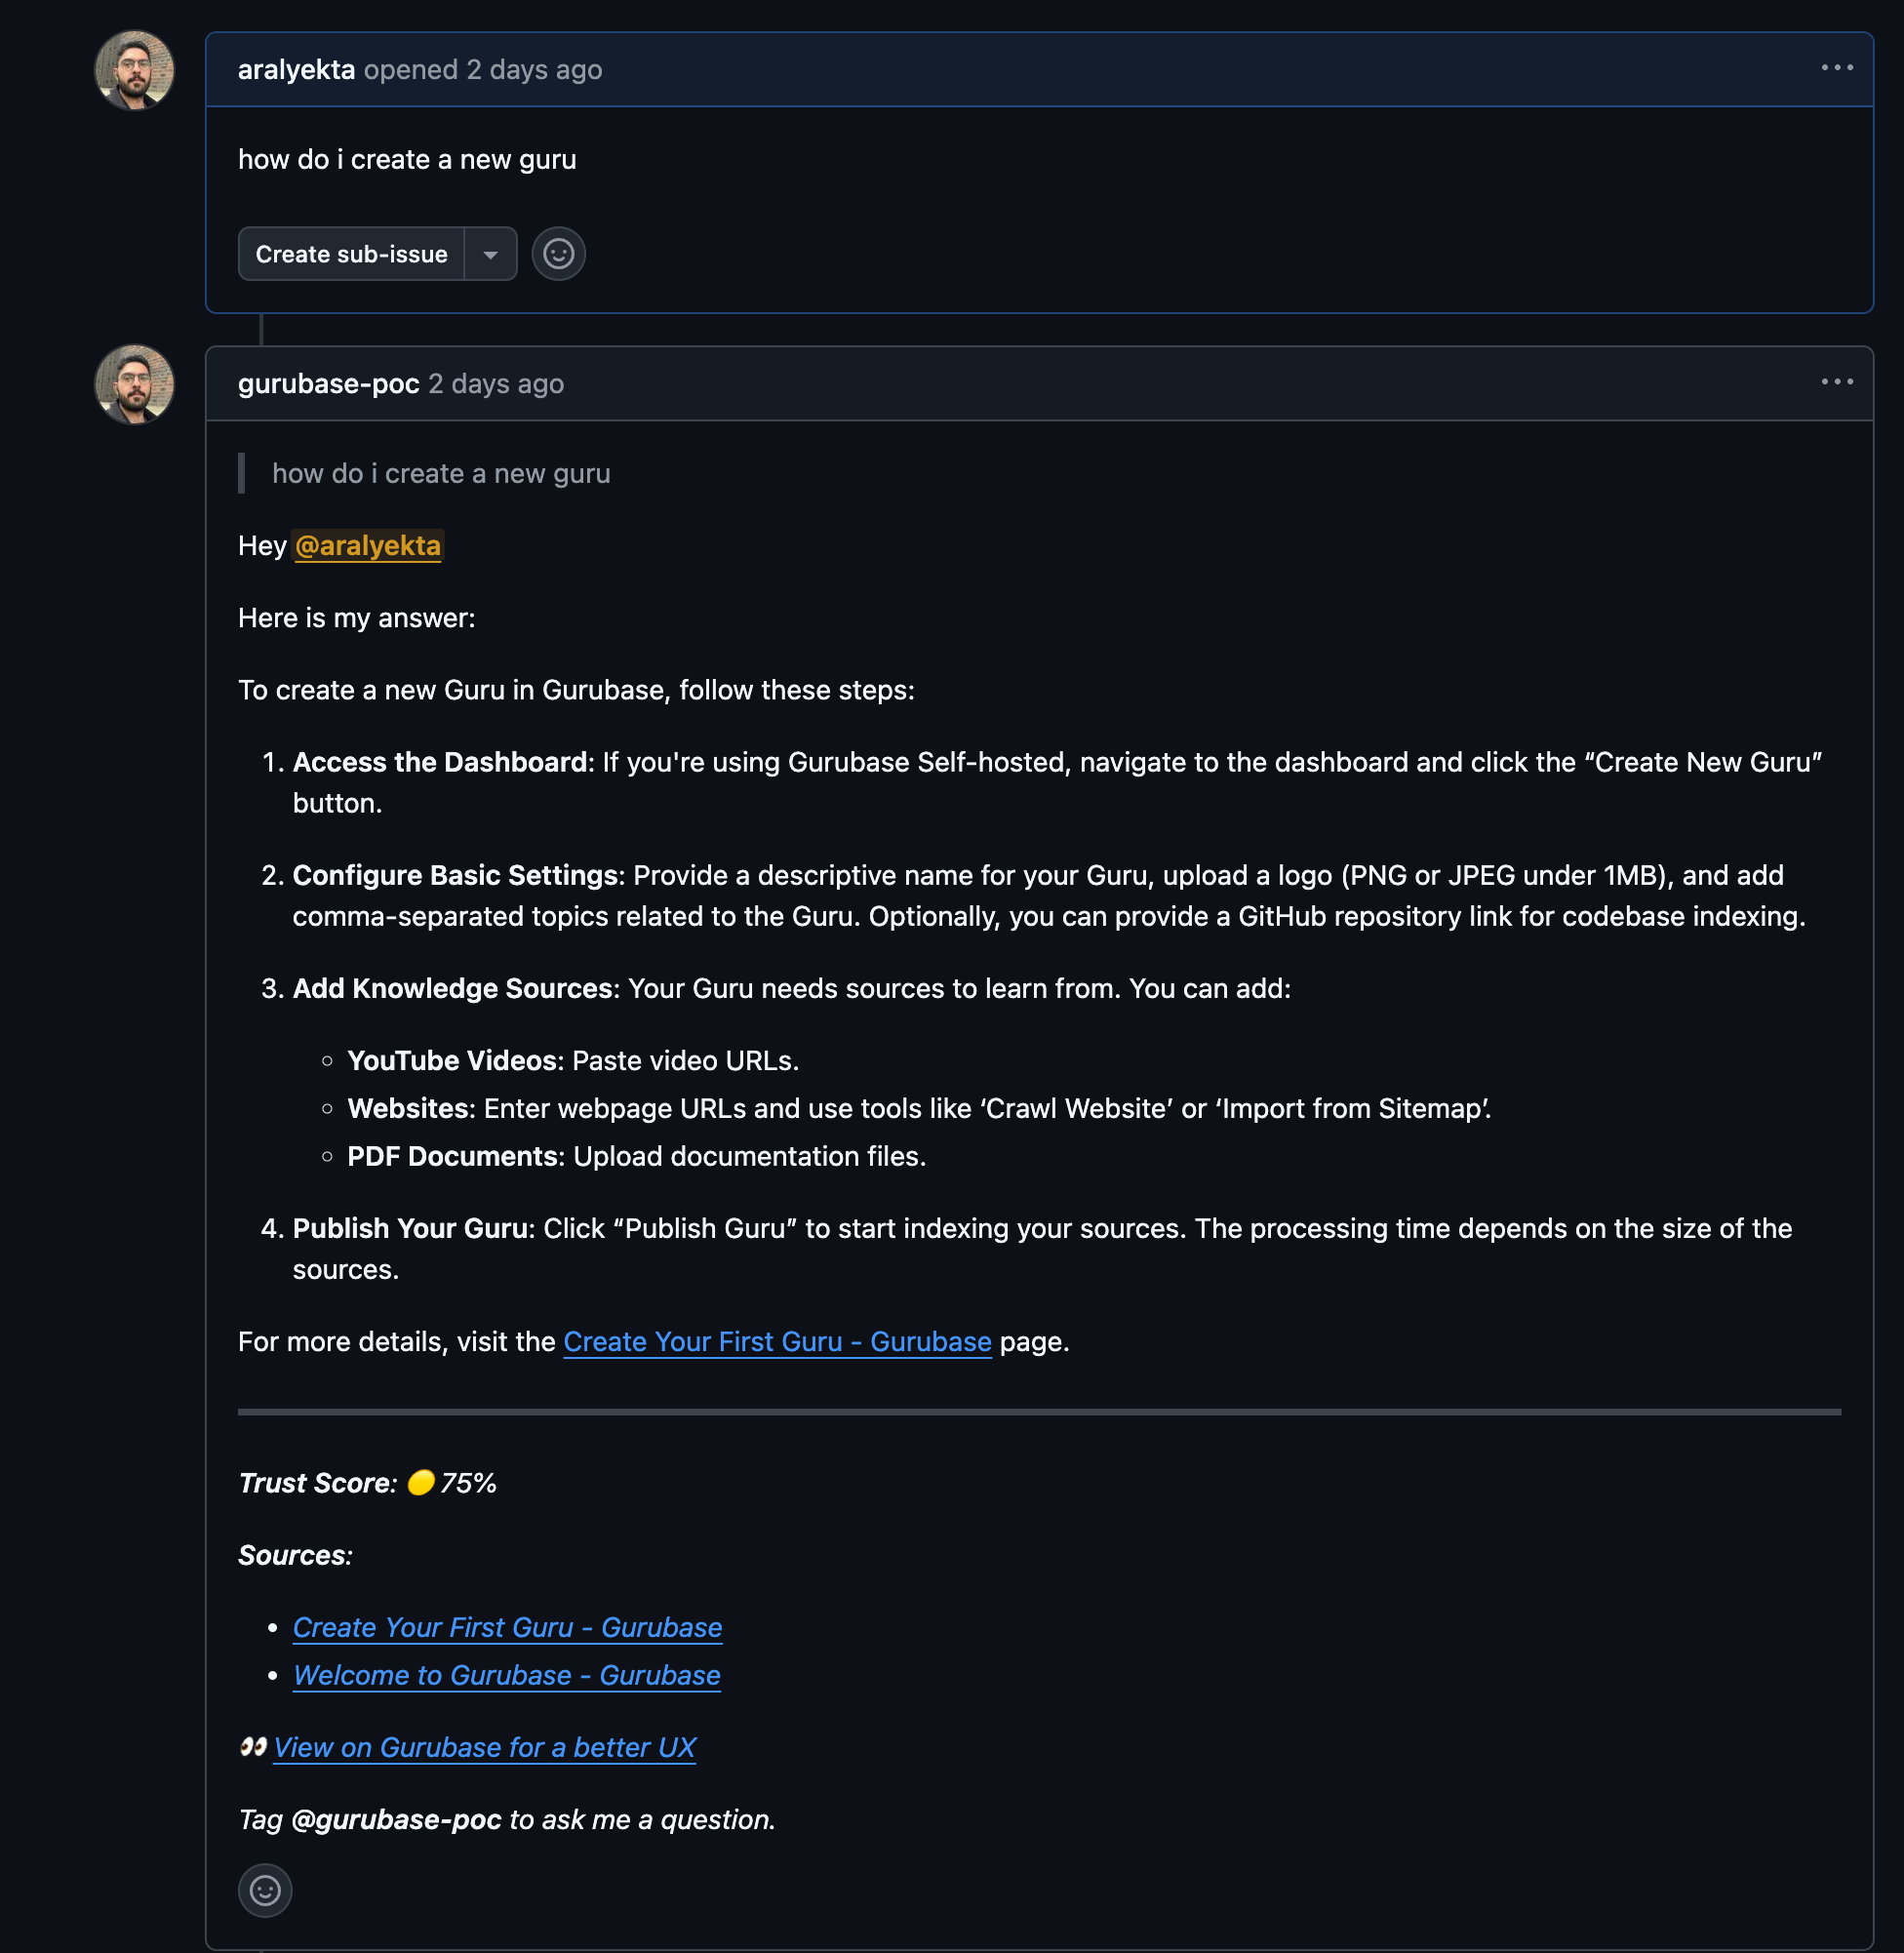 aralyekta opened 2 days ago
how do i create a new guru
Create sub-issue
gurubase-poc 2 days ago
how do i create a new guru
Hey @aralyekta
Here is my answer:
To create a new Guru in Gurubase, follow these steps:
1. Access the Dashboard: If you're using Gurubase Self-hosted, navigate to the dashboard and click the “Create New Guru”
button.
2. Configure Basic Settings: Provide a descriptive name for your Guru, upload a logo (PNG or JPEG under 1MB), and add
comma-separated topics related to the Guru. Optionally, you can provide a GitHub repository link for codebase indexing.
3. Add Knowledge Sources: Your Guru needs sources to learn from. You can add:
○ YouTube Videos: Paste video URLs.
○ Websites: Enter webpage URLs and use tools like ‘Crawl Website’ or ‘Import from Sitemap’.
○ PDF Documents: Upload documentation files.
4. Publish Your Guru: Click “Publish Guru” to start indexing your sources. The processing time depends on the size of the
sources.
For more details, visit the Create Your First Guru - Gurubase page.
Trust Score: 🟡 75%
Sources:
• Create Your First Guru - Gurubase
• Welcome to Gurubase - Gurubase
👀 View on Gurubase for a better UX
Tag @gurubase-poc to ask me a question.